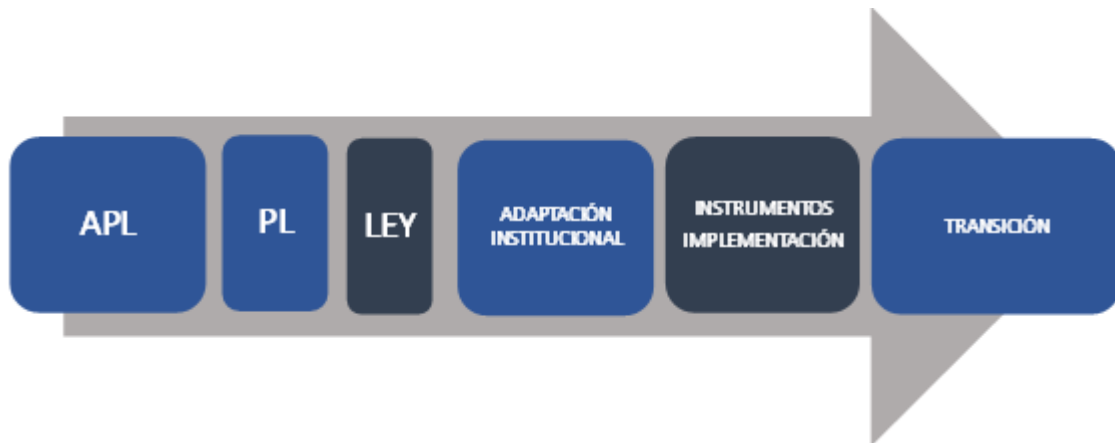 APL
PL
LEY
ADAPTACIÓN
INSTITUCIONAL
INSTRUMENTOS
IMPLEMENTACIÓN
TRANSICIÓN